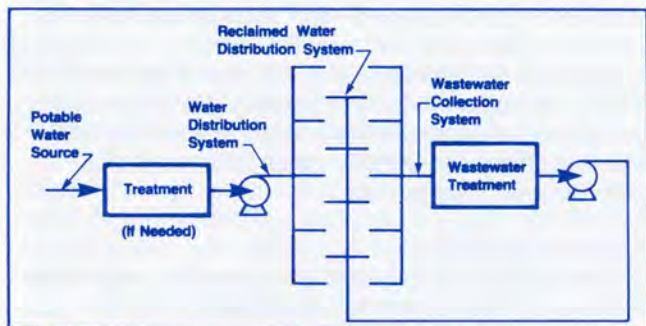 Reclaimed Water
Distribution System
Potable
Water
Source
Water
Distribution
System
Wastewater
Collection
System
Treatment
(If Needed)
Wastewater
Treatment